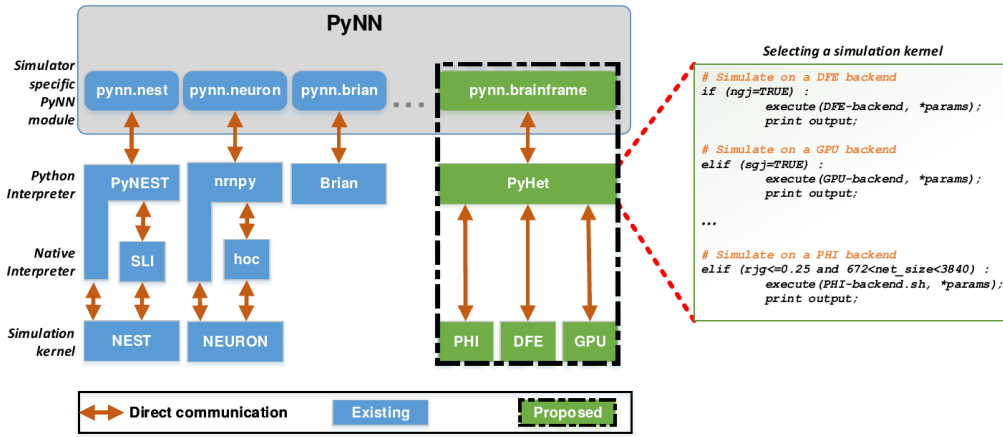 PyNN
Simulator
specific
PyNN
module
pynn.nest
pynn.neuron
pynn.brian
...
pynn.brainframe
Python
Interpreter
PyNEST
nrnpy
Brian
PyHet
Native
Interpreter
SLI
hoc
Simulation
kernel
NEST
NEURON
PHI
DFE
GPU
Direct communication
Existing
Proposed
Selecting a simulation kernel
# Simulate on a DFE backend
if (ngj=TRUE) :
execute(DFE-backend, *params);
print output;
# Simulate on a GPU backend
elif (sgj=TRUE) :
execute(GPU-backend, *params);
print output;
...
# Simulate on a PHI backend
elif (rjg<=0.25 and 672<net_size<3840) :
execute(PHI-backend.sh, *params);
print output;